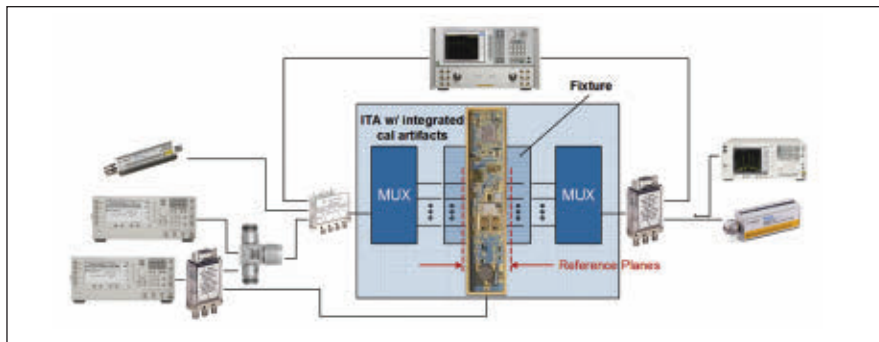 Fixture
ITA w/ integrated
cal artifacts
MUX
MUX
Reference Planes